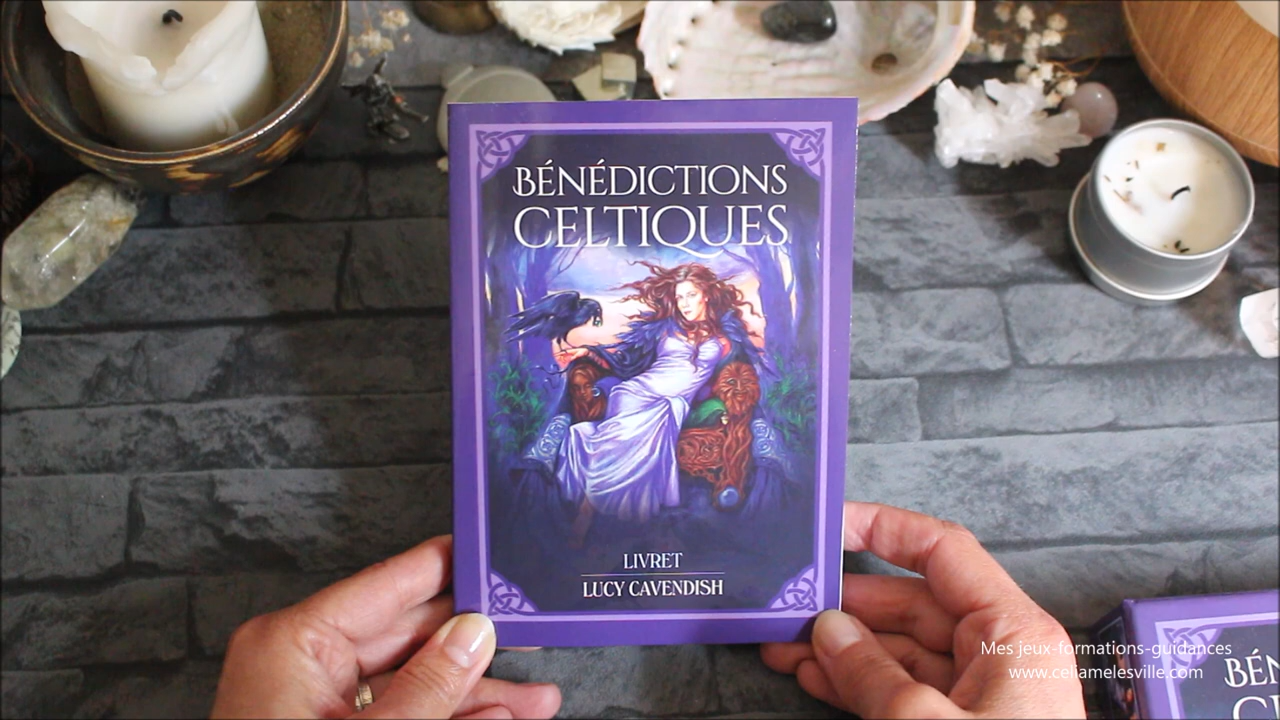 BÉNÉDICTIONS
CELTIQUES
LIVRET
LUCY CAVENDISH
Mes jeux-formations-guidances
www.celiamelesville.com